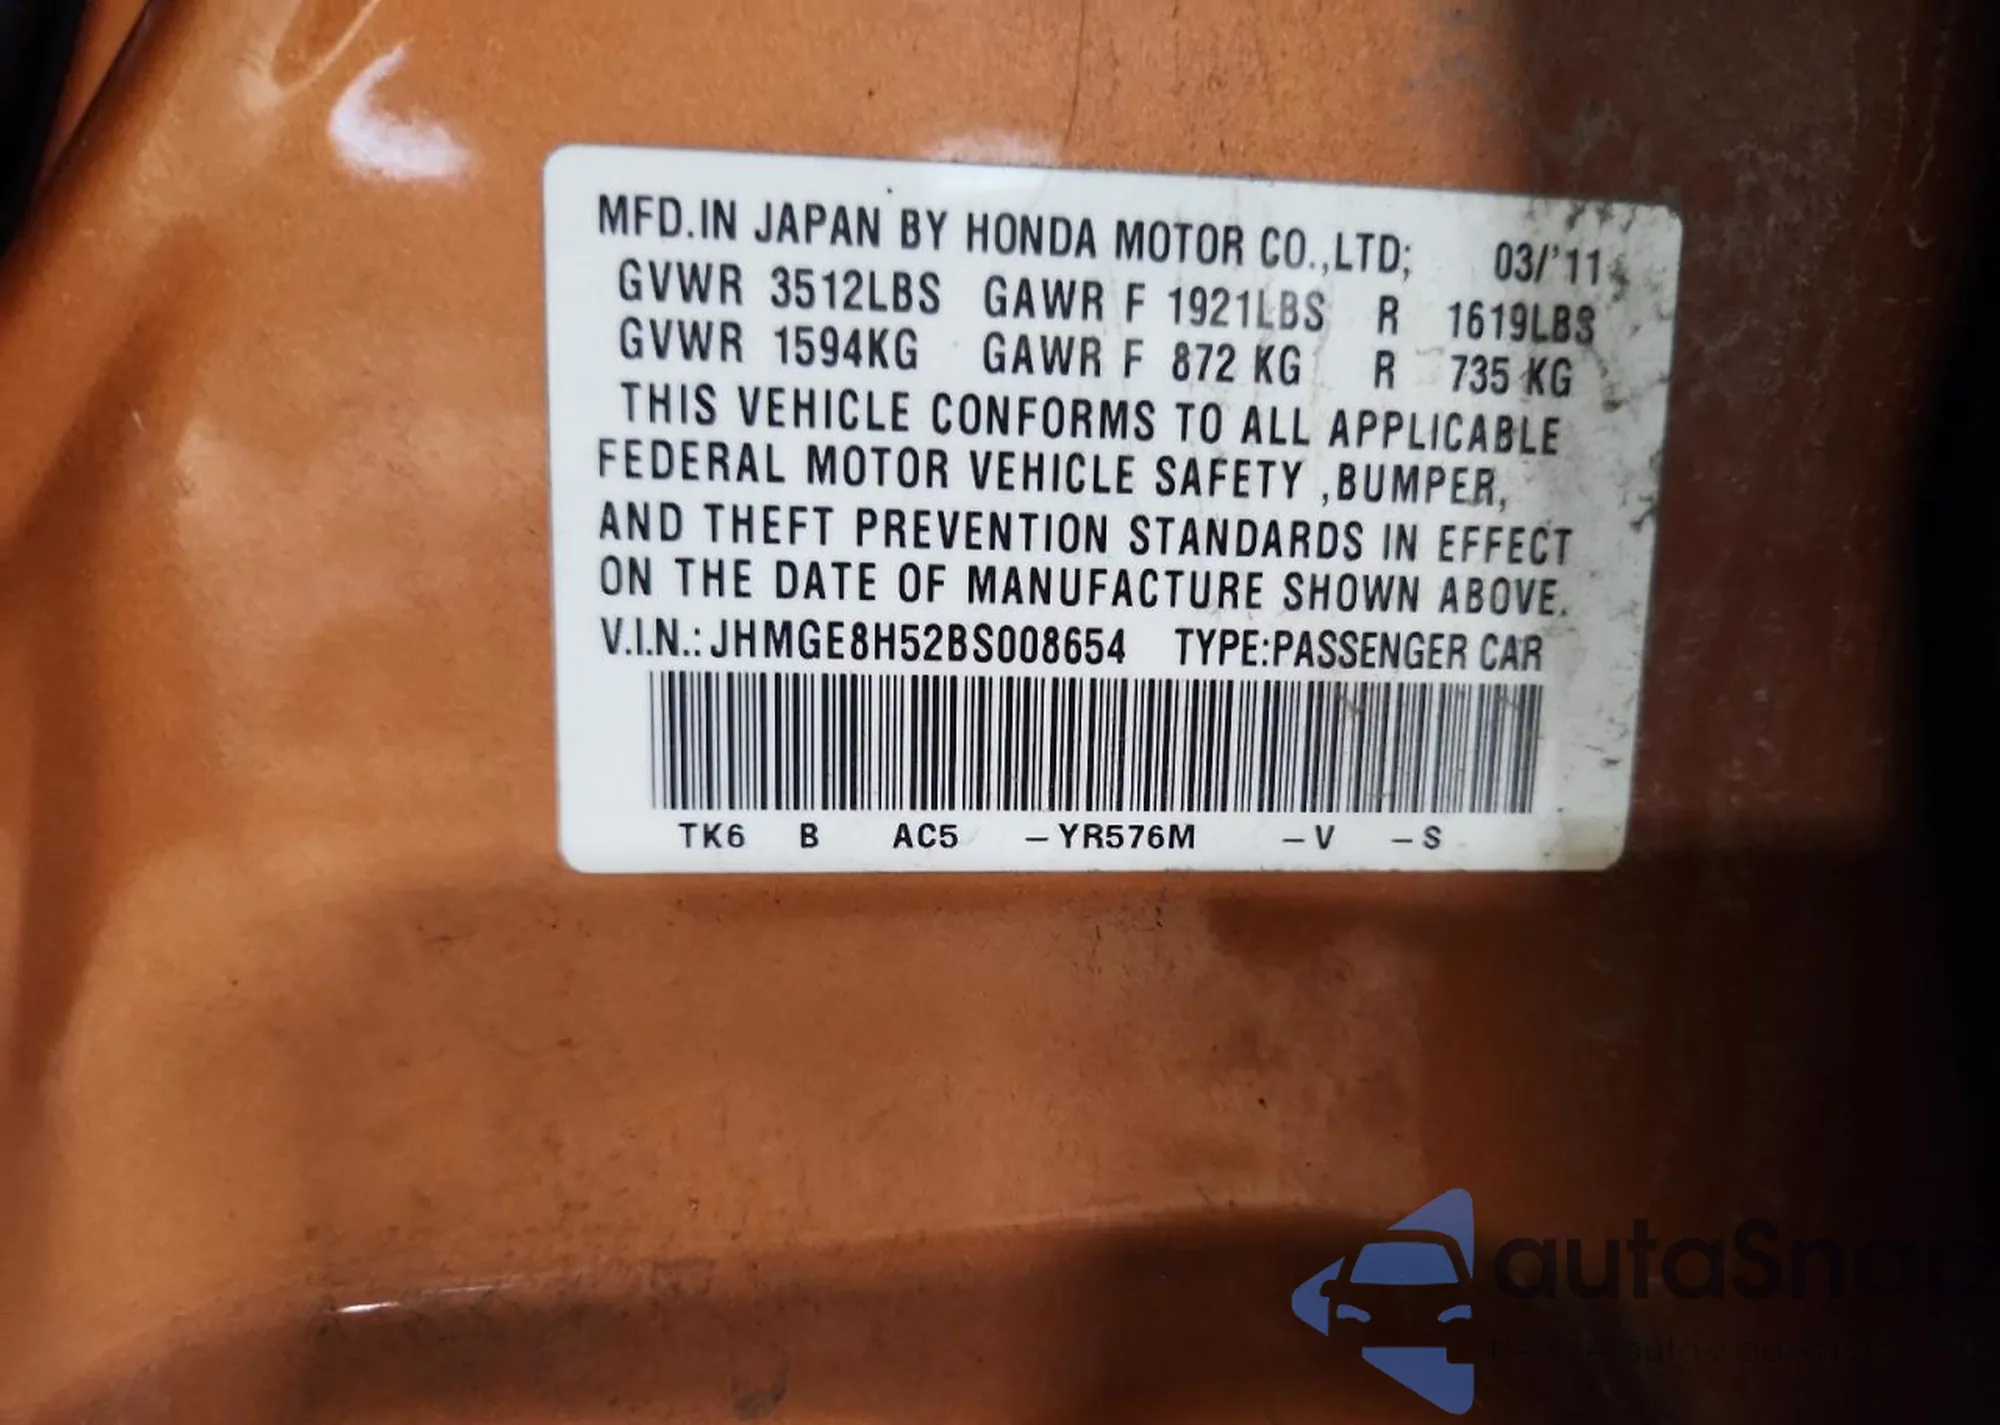 MFD.IN JAPAN BY HONDA MOTOR CO.,LTD; 03/'11
GVWR 3512LBS GAWR F 1921LBS R 1619LBS
GVWR 1594KG GAWR F 872 KG R 735 KG
THIS VEHICLE CONFORMS TO ALL APPLICABLE
FEDERAL MOTOR VEHICLE SAFETY ,BUMPER,
AND THEFT PREVENTION STANDARDS IN EFFECT
ON THE DATE OF MANUFACTURE SHOWN ABOVE.
V.I.N.: JHMGE8H52BS008654 TYPE:PASSENGER CAR
TK6 B AC5 –YR576M –V –S
autaSnap